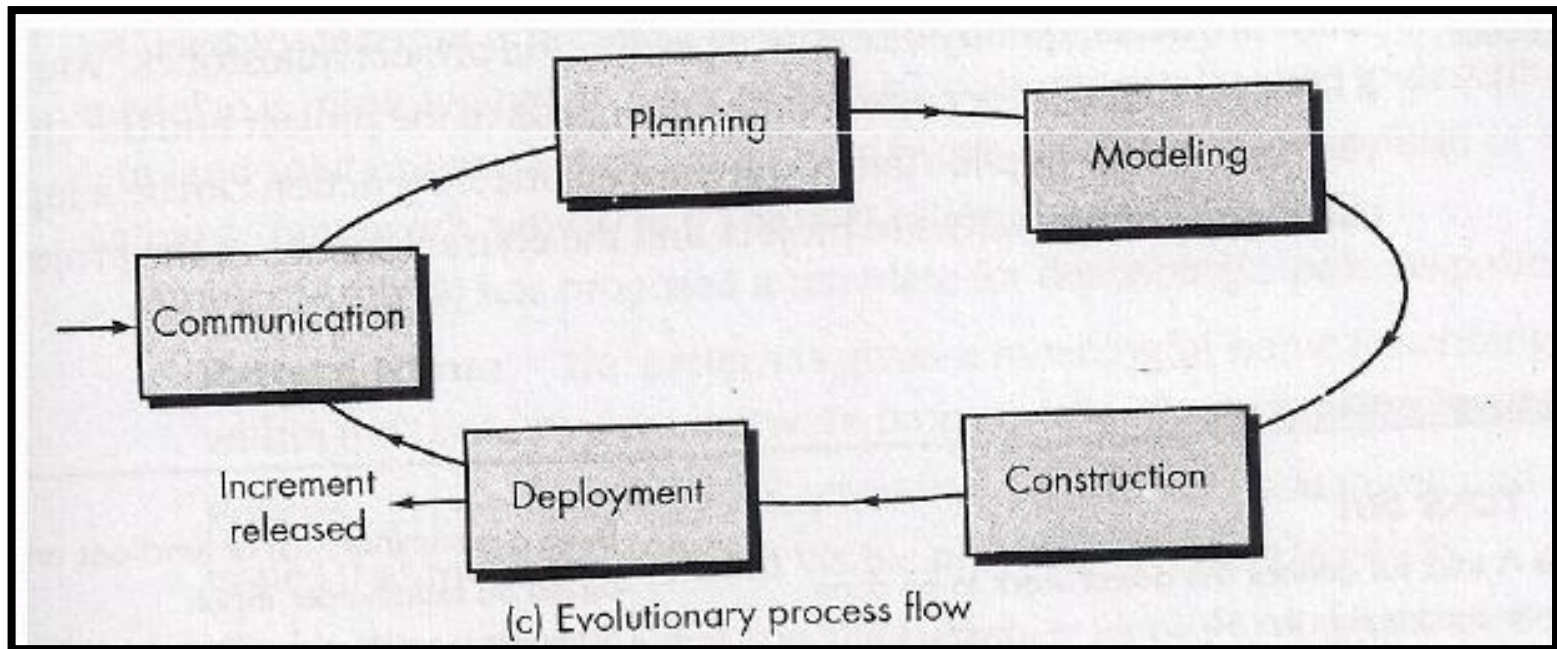 Planning
Modeling
Communication
Construction
Deployment
Increment
released
(c) Evolutionary process flow